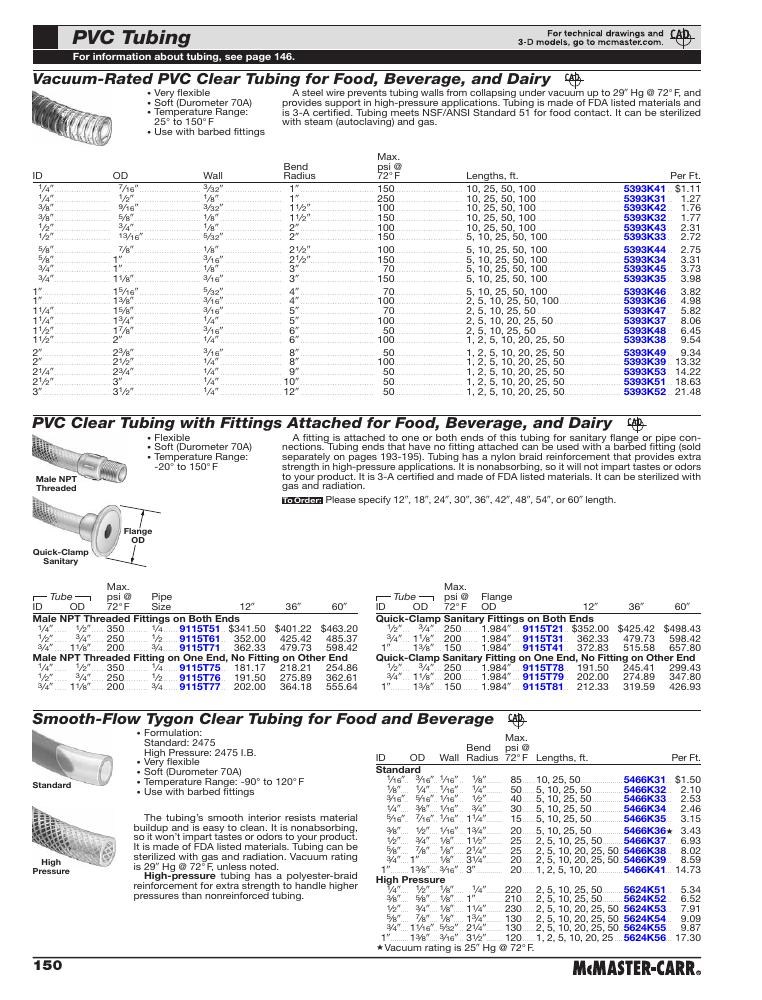 PVC Tubing
For technical drawings and
3-D models, go to mcmaster.com.
CAD
For information about tubing, see page 146.
Vacuum-Rated PVC Clear Tubing for Food, Beverage, and Dairy CAD
• Very flexible
• Soft (Durometer 70A)
• Temperature Range:
25° to 150°F
• Use with barbed fittings
A steel wire prevents tubing walls from collapsing under vacuum up to 29" Hg @ 72°F, and
provides support in high-pressure applications. Tubing is made of FDA listed materials and
is 3-A certified. Tubing meets NSF/ANSI Standard 51 for food contact. It can be sterilized
with steam (autoclaving) and gas.
ID OD Wall Bend Radius Max. psi @ 72°F Lengths, ft. Per Ft.
1/4" 7/16" 3/32" 1" 150 10, 25, 50, 100 5393K41 $1.11
1/4" 1/2" 1/8" 1" 250 10, 25, 50, 100 5393K31 1.27
3/8" 9/16" 3/32" 1 1/2" 100 10, 25, 50, 100 5393K42 1.76
3/8" 5/8" 1/8" 1 1/2" 150 10, 25, 50, 100 5393K32 1.77
1/2" 3/4" 1/8" 2" 100 10, 25, 50, 100 5393K43 2.31
1/2" 13/16" 5/32" 2" 150 5, 10, 25, 50, 100 5393K33 2.72
5/8" 7/8" 1/8" 2 1/2" 100 5, 10, 25, 50, 100 5393K44 2.75
5/8" 1" 3/16" 2 1/2" 150 5, 10, 25, 50, 100 5393K34 3.31
3/4" 1" 1/8" 3" 70 5, 10, 25, 50, 100 5393K45 3.73
3/4" 1 1/8" 3/16" 3" 150 5, 10, 25, 50, 100 5393K35 3.98
1" 1 5/16" 5/32" 4" 70 5, 10, 25, 50, 100 5393K46 3.82
1" 1 3/8" 3/16" 4" 100 2, 5, 10, 25, 50, 100 5393K36 4.98
1 1/4" 1 5/8" 3/16" 5" 70 2, 5, 10, 25, 50 5393K47 5.82
1 1/4" 1 3/4" 1/4" 5" 100 2, 5, 10, 20, 25, 50 5393K37 8.06
1 1/2" 1 7/8" 3/16" 6" 50 2, 5, 10, 25, 50 5393K48 6.45
1 1/2" 2" 1/4" 6" 100 1, 2, 5, 10, 20, 25, 50 5393K38 9.54
2" 2 3/8" 3/16" 8" 50 1, 2, 5, 10, 20, 25, 50 5393K49 9.34
2" 2 1/2" 1/4" 8" 100 1, 2, 5, 10, 20, 25, 50 5393K39 13.32
2 1/4" 2 3/4" 1/4" 9" 50 1, 2, 5, 10, 20, 25, 50 5393K53 14.22
2 1/2" 3" 1/4" 10" 50 1, 2, 5, 10, 20, 25, 50 5393K51 18.63
3" 3 1/2" 1/4" 12" 50 1, 2, 5, 10, 20, 25, 50 5393K52 21.48
PVC Clear Tubing with Fittings Attached for Food, Beverage, and Dairy CAD
Male NPT
Threaded
Flange
OD
Quick-Clamp
Sanitary
• Flexible
• Soft (Durometer 70A)
• Temperature Range:
-20° to 150°F
A fitting is attached to one or both ends of this tubing for sanitary flange or pipe con-
nections. Tubing ends that have no fitting attached can be used with a barbed fitting (sold
separately on pages 193-195). Tubing has a nylon braid reinforcement that provides extra
strength in high-pressure applications. It is nonabsorbing, so it will not impart tastes or odors
to your product. It is 3-A certified and made of FDA listed materials. It can be sterilized with
gas and radiation.
To Order: Please specify 12", 18", 24", 30", 36", 42", 48", 54", or 60" length.
Tube ID OD Max. psi @ 72°F Pipe Size 12" 36" 60"
Male NPT Threaded Fittings on Both Ends
1/4" 1/2" 350 1/4 9115T51 $341.50 $401.22 $463.20
1/2" 3/4" 250 1/2 9115T61 352.00 425.42 485.37
3/4" 1 1/8" 200 3/4 9115T71 362.33 479.73 598.42
Male NPT Threaded Fitting on One End, No Fitting on Other End
1/4" 1/2" 350 1/4 9115T75 181.17 218.21 254.86
1/2" 3/4" 250 1/2 9115T76 191.50 275.89 362.61
3/4" 1 1/8" 200 3/4 9115T77 202.00 364.18 555.64
Tube ID OD Max. psi @ 72°F Flange OD 12" 36" 60"
Quick-Clamp Sanitary Fittings on Both Ends
1/2" 3/4" 250 1.984" 9115T21 $352.00 $425.42 $498.43
3/4" 1 1/8" 200 1.984" 9115T31 362.33 479.73 598.42
1" 1 3/8" 150 1.984" 9115T41 372.83 515.58 657.80
Quick-Clamp Sanitary Fitting on One End, No Fitting on Other End
1/2" 3/4" 250 1.984" 9115T78 191.50 245.41 299.43
3/4" 1 1/8" 200 1.984" 9115T79 202.00 274.89 347.80
1" 1 3/8" 150 1.984" 9115T81 212.33 319.59 426.93
Smooth-Flow Tygon Clear Tubing for Food and Beverage CAD
Standard
High
Pressure
• Formulation:
Standard: 2475
High Pressure: 2475 I.B.
• Very flexible
• Soft (Durometer 70A)
• Temperature Range: -90° to 120°F
• Use with barbed fittings
The tubing's smooth interior resists material
buildup and is easy to clean. It is nonabsorbing,
so it won't impart tastes or odors to your product.
It is made of FDA listed materials. Tubing can be
sterilized with gas and radiation. Vacuum rating
is 29" Hg @ 72°F, unless noted.
High-pressure tubing has a polyester-braid
reinforcement for extra strength to handle higher
pressures than nonreinforced tubing.
ID OD Wall Bend Radius Max. psi @ 72°F Lengths, ft. Per Ft.
Standard
1/16" 3/16" 1/16" 1/8" 85 10, 25, 50 5466K31 $1.50
1/8" 1/4" 1/16" 1/4" 50 5, 10, 25, 50 5466K32 2.10
3/16" 5/16" 1/16" 1/2" 40 5, 10, 25, 50 5466K33 2.53
1/4" 3/8" 1/16" 3/4" 30 5, 10, 25, 50 5466K34 2.46
5/16" 7/16" 1/16" 1 1/4" 15 5, 10, 25, 50 5466K35 3.15
3/8" 1/2" 1/16" 1 3/4" 20 5, 10, 25, 50 5466K36★ 3.43
1/2" 3/4" 1/8" 1 1/2" 25 2, 5, 10, 25, 50 5466K37 6.93
5/8" 7/8" 1/8" 2 1/4" 25 2, 5, 10, 20, 25, 50 5466K38 8.02
3/4" 1" 1/8" 3 1/4" 20 2, 5, 10, 20, 25, 50 5466K39 8.59
1" 1 3/8" 3/16" 3" 20 1, 2, 5, 10, 20 5466K41 14.73
High Pressure
1/4" 1/2" 1/8" 1/4" 220 2, 5, 10, 25, 50 5624K51 5.34
3/8" 5/8" 1/8" 1" 210 2, 5, 10, 25, 50 5624K52 6.52
1/2" 3/4" 1/8" 1 1/4" 230 2, 5, 10, 20, 25, 50 5624K53 7.91
5/8" 7/8" 1/8" 1 3/4" 130 2, 5, 10, 20, 25, 50 5624K54 9.09
3/4" 1 1/16" 5/32" 2 1/4" 130 2, 5, 10, 20, 25, 50 5624K55 9.87
1" 1 3/8" 3/16" 3 1/2" 120 1, 2, 5, 10, 20, 25 5624K56 17.30
★Vacuum rating is 25" Hg @ 72°F.
150
McMASTER-CARR®